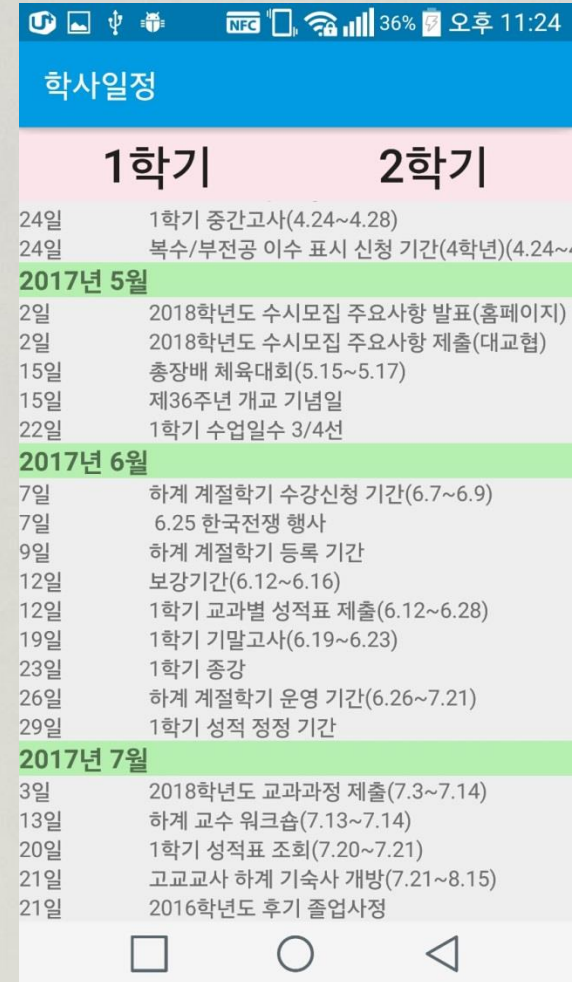 NFC 36% 오후 11:24
학사일정
1학기 2학기
24일 1학기 중간고사(4.24~4.28)
24일 복수/부전공 이수 표시 신청 기간(4학년)(4.24~
2017년 5월
2일 2018학년도 수시모집 주요사항 발표(홈페이지)
2일 2018학년도 수시모집 주요사항 제출(대교협)
15일 총장배 체육대회(5.15~5.17)
15일 제36주년 개교 기념일
22일 1학기 수업일수 3/4선
2017년 6월
7일 하계 계절학기 수강신청 기간(6.7~6.9)
7일 6.25 한국전쟁 행사
9일 하계 계절학기 등록 기간
12일 보강기간(6.12~6.16)
12일 1학기 교과별 성적표 제출(6.12~6.28)
19일 1학기 기말고사(6.19~6.23)
23일 1학기 종강
26일 하계 계절학기 운영 기간(6.26~7.21)
29일 1학기 성적 정정 기간
2017년 7월
3일 2018학년도 교과과정 제출(7.3~7.14)
13일 하계 교수 워크숍(7.13~7.14)
20일 1학기 성적표 조회(7.20~7.21)
21일 고교교사 하계 기숙사 개방(7.21~8.15)
21일 2016학년도 후기 졸업사정